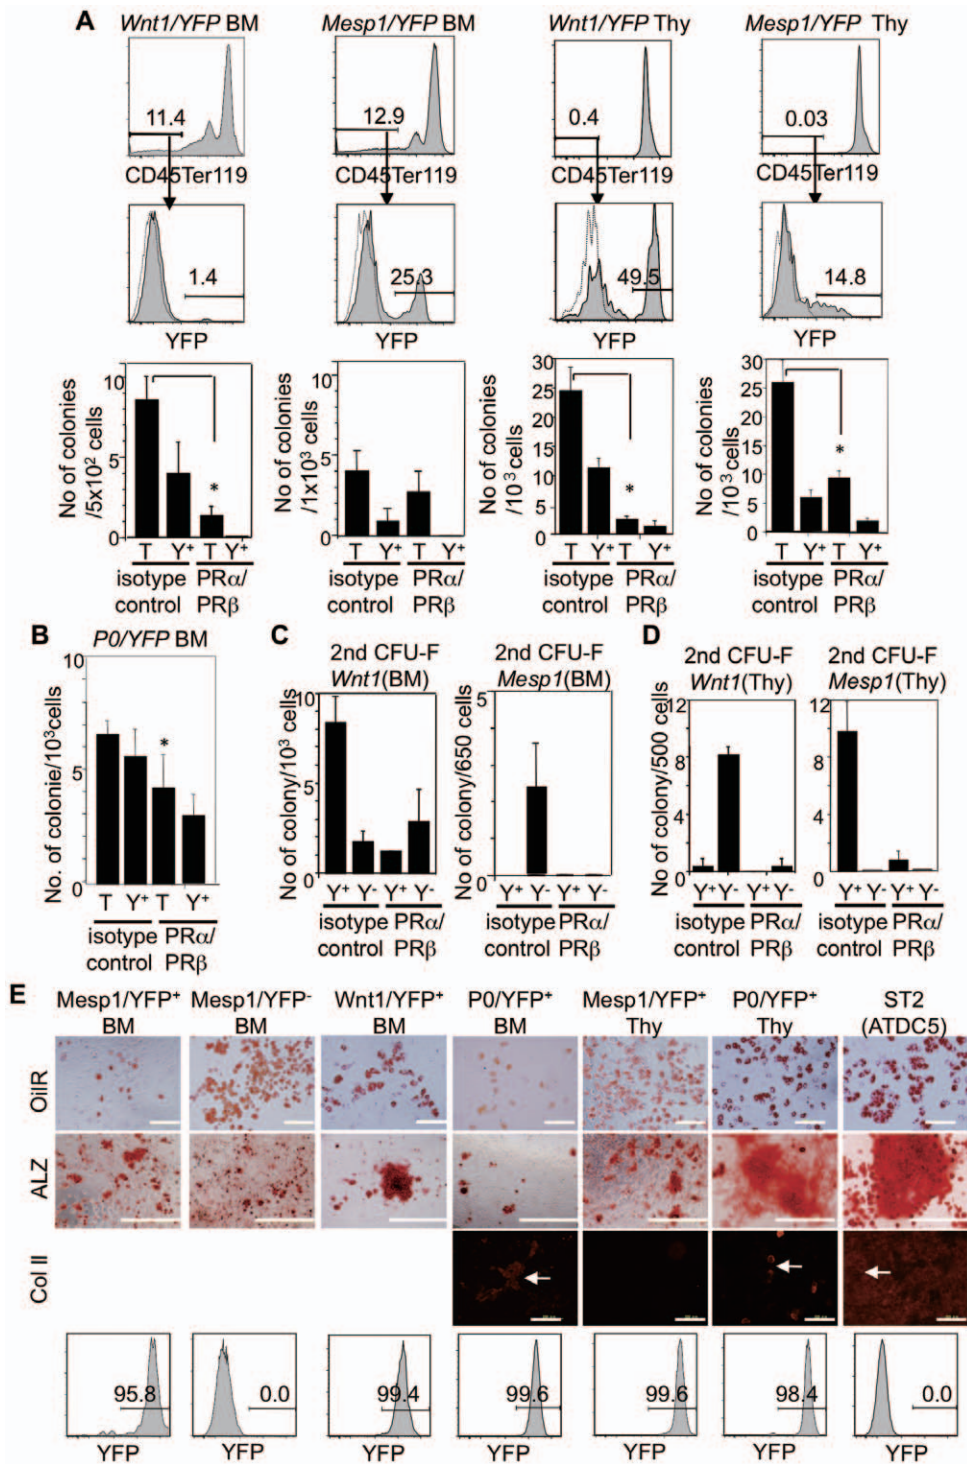 A
Wnt1/YFP BM
Mesp1/YFP BM
Wnt1/YFP Thy
Mesp1/YFP Thy
11.4
12.9
0.4
0.03
CD45Ter119
CD45Ter119
CD45Ter119
CD45Ter119
1.4
25.3
49.5
14.8
YFP
YFP
YFP
YFP
No of colonies
/5x10² cells
10
5
0
*
T Y⁺ T Y⁺
isotype PRα/
control PRβ
No of colonies
/1x10³ cells
10
5
0
T Y⁺ T Y⁺
isotype PRα/
control PRβ
No of colonies
/10³ cells
30
25
20
15
10
5
0
*
T Y⁺ T Y⁺
isotype PRα/
control PRβ
No of colonies
/10³ cells
30
25
20
15
10
5
0
*
T Y⁺ T Y⁺
isotype PRα/
control PRβ
B
P0/YFP BM
No. of colonie/10³cells
10
5
0
*
T Y⁺ T Y⁺
isotype PRα/
control PRβ
C
2nd CFU-F
Wnt1(BM)
No of colony/10³ cells
10
5
0
Y⁺ Y⁻ Y⁺ Y⁻
isotype PRα/
control PRβ
2nd CFU-F
Mesp1(BM)
No of colony/650 cells
5
0
Y⁺ Y⁻ Y⁺ Y⁻
isotype PRα/
control PRβ
D
2nd CFU-F
Wnt1(Thy)
No of colony/500 cells
12
8
4
0
Y⁺ Y⁻ Y⁺ Y⁻
isotype PRα/
control PRβ
2nd CFU-F
Mesp1(Thy)
12
8
4
0
Y⁺ Y⁻ Y⁺ Y⁻
isotype PRα/
control PRβ
E
Mesp1/YFP⁺
BM
Mesp1/YFP⁻
BM
Wnt1/YFP⁺
BM
P0/YFP⁺
BM
Mesp1/YFP⁺
Thy
P0/YFP⁺
Thy
ST2
(ATDC5)
OilR
ALZ
Col II
95.8
0.0
99.4
99.6
99.6
98.4
0.0
YFP
YFP
YFP
YFP
YFP
YFP
YFP